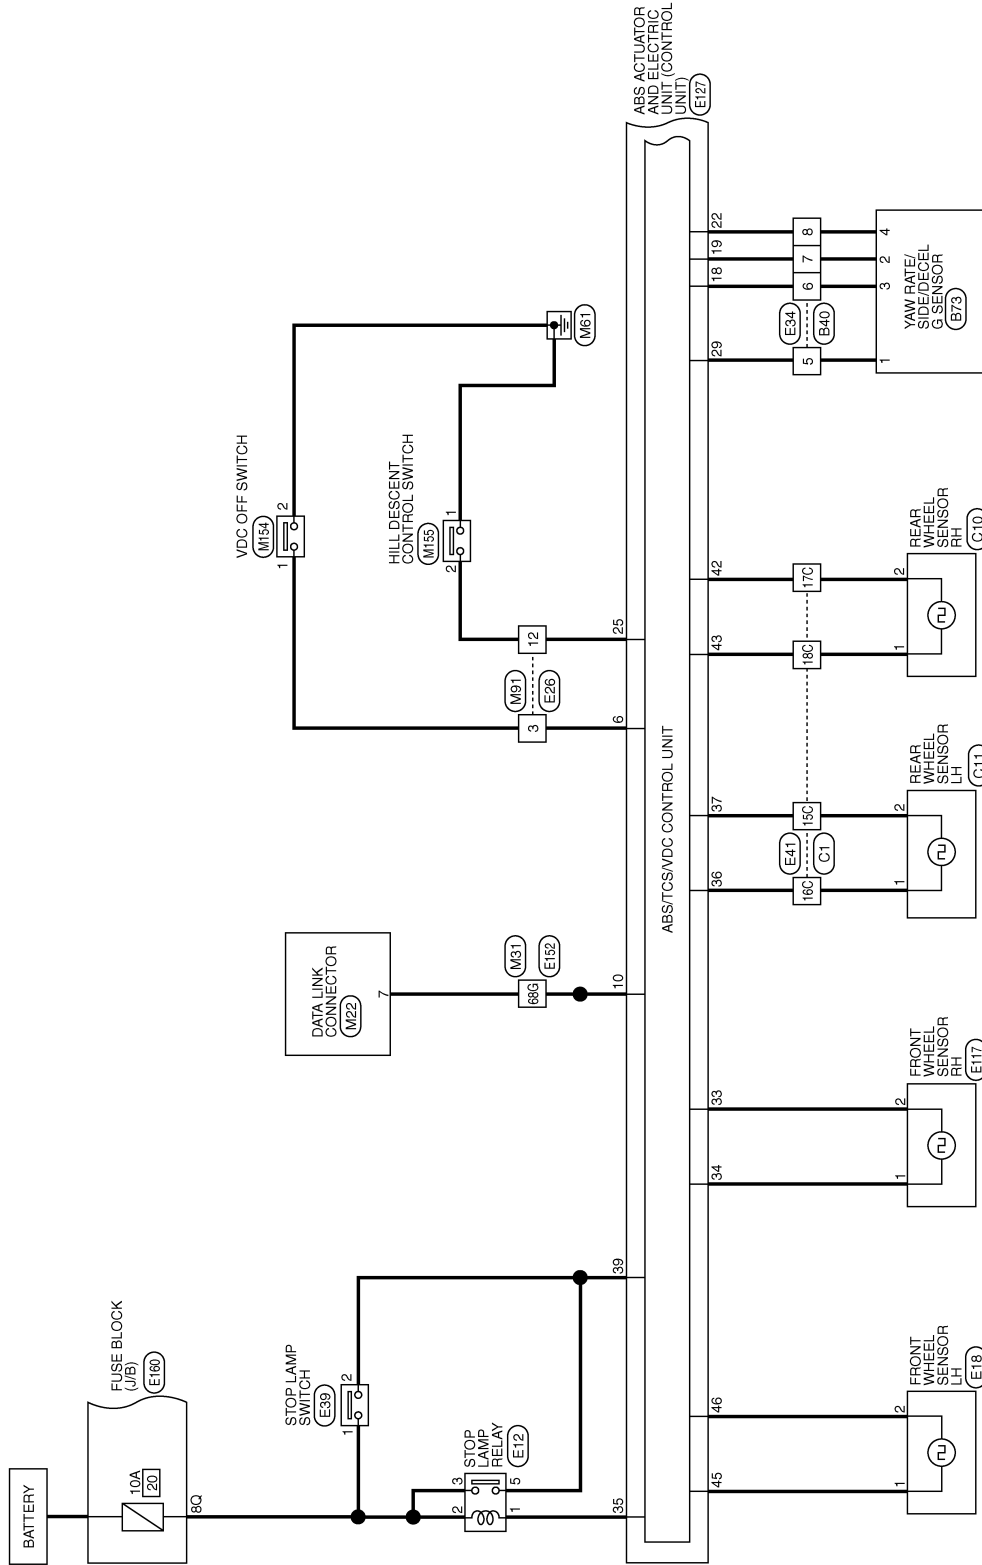 BATTERY
FUSE BLOCK
(J/B)
E160
10A
20
8Q
STOP LAMP
SWITCH
E39
1
2
STOP
LAMP
RELAY
E12
2
3
1
5
35
39
DATA LINK
CONNECTOR
M22
7
68G
M31
E152
10
VDC OFF SWITCH
M154
1
2
HILL DESCENT
CONTROL SWITCH
M155
2
1
M61
3
M91
E26
12
6
25
ABS ACTUATOR
AND ELECTRIC
UNIT (CONTROL
UNIT)
E127
ABS/TCS/VDC CONTROL UNIT
45
46
34
33
36
37
43
42
29
18
19
22
16C
E41
C1
15C
18C
17C
5
E34
B40
6
7
8
1
2
FRONT
WHEEL
SENSOR
LH
E18
1
2
FRONT
WHEEL
SENSOR
RH
E117
1
2
REAR
WHEEL
SENSOR
LH
C11
1
2
REAR
WHEEL
SENSOR
RH
C10
1
3
2
4
YAW RATE/
SIDE/DECEL
G SENSOR
B73